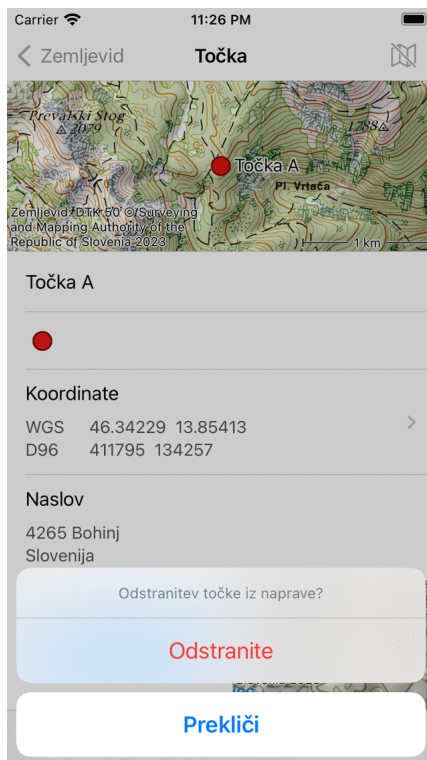 Carrier 11:26 PM
Zemljevid Točka
Prevalski Stog
2079
1788
Točka A
Pl. Vrtača
Zemljevid: DTK 50 © Surveying
and Mapping Authority of the
Republic of Slovenia 2023
1 km
Točka A
Koordinate
WGS 46.34229 13.85413
D96 411795 134257
Naslov
4265 Bohinj
Slovenija
Odstranitev točke iz naprave?
Odstranite
Prekliči